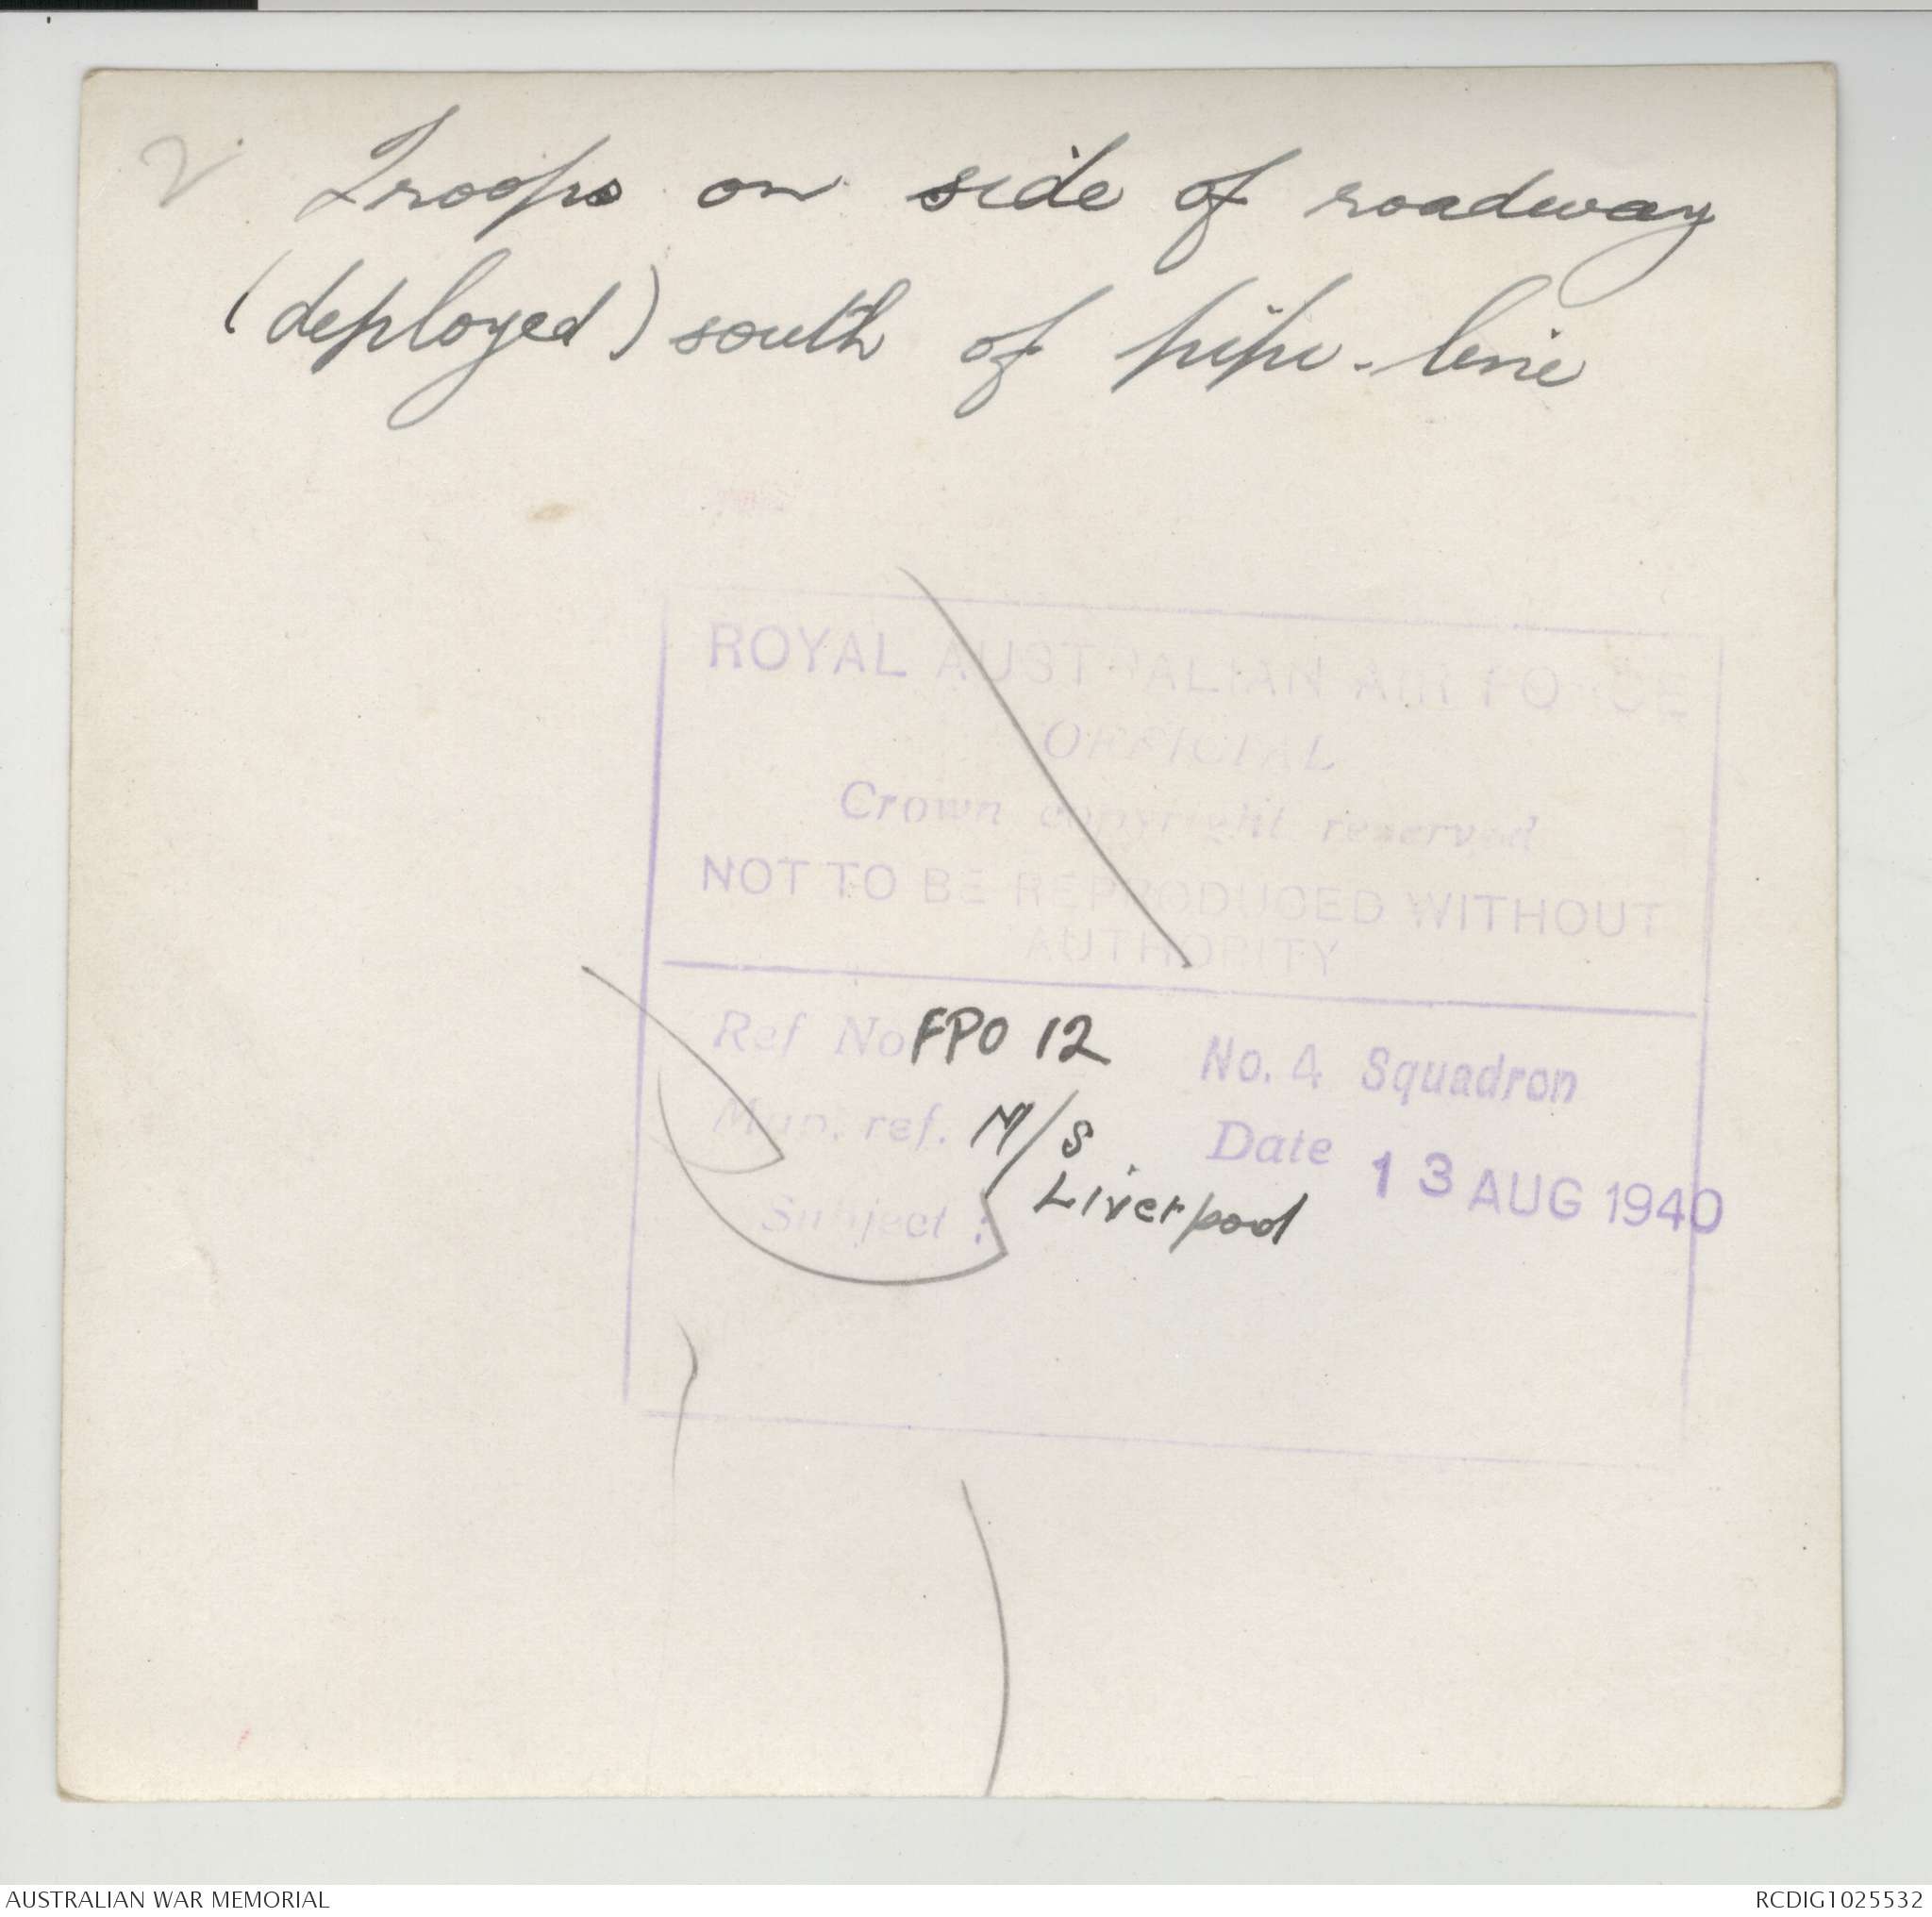 2. Troops on side of roadway
(deployed) south of pipe-line
ROYAL AUSTRALIAN AIR FORCE
OFFICIAL
Crown copyright reserved
NOT TO BE REPRODUCED WITHOUT
AUTHORITY
Ref No FPO 12 No. 4 Squadron
ref. M/S Date 13 AUG 1940
Subject : Liverpool
AUSTRALIAN WAR MEMORIAL RCDIG1025532